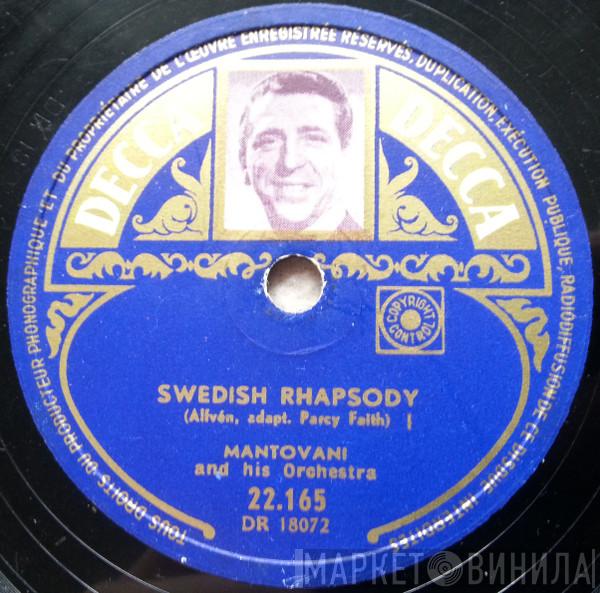 TOUS DROITS DU PRODUCTEUR PHONOGRAPHIQUE ET DU PROPRIÉTAIRE DE L'ŒUVRE ENREGISTRÉE RÉSERVÉS, DUPLICATION, EXÉCUTION PUBLIQUE, RADIODIFFUSION DE CE DISQUE INTERDITES
DECCA
DECCA
COPYRIGHT
CONTROL
SWEDISH RHAPSODY
(Alfvén, adapt. Parcy Faith) I
MANTOVANI
and his Orchestra
22.165
DR 18072
МАРКЕТ ВИНИЛА